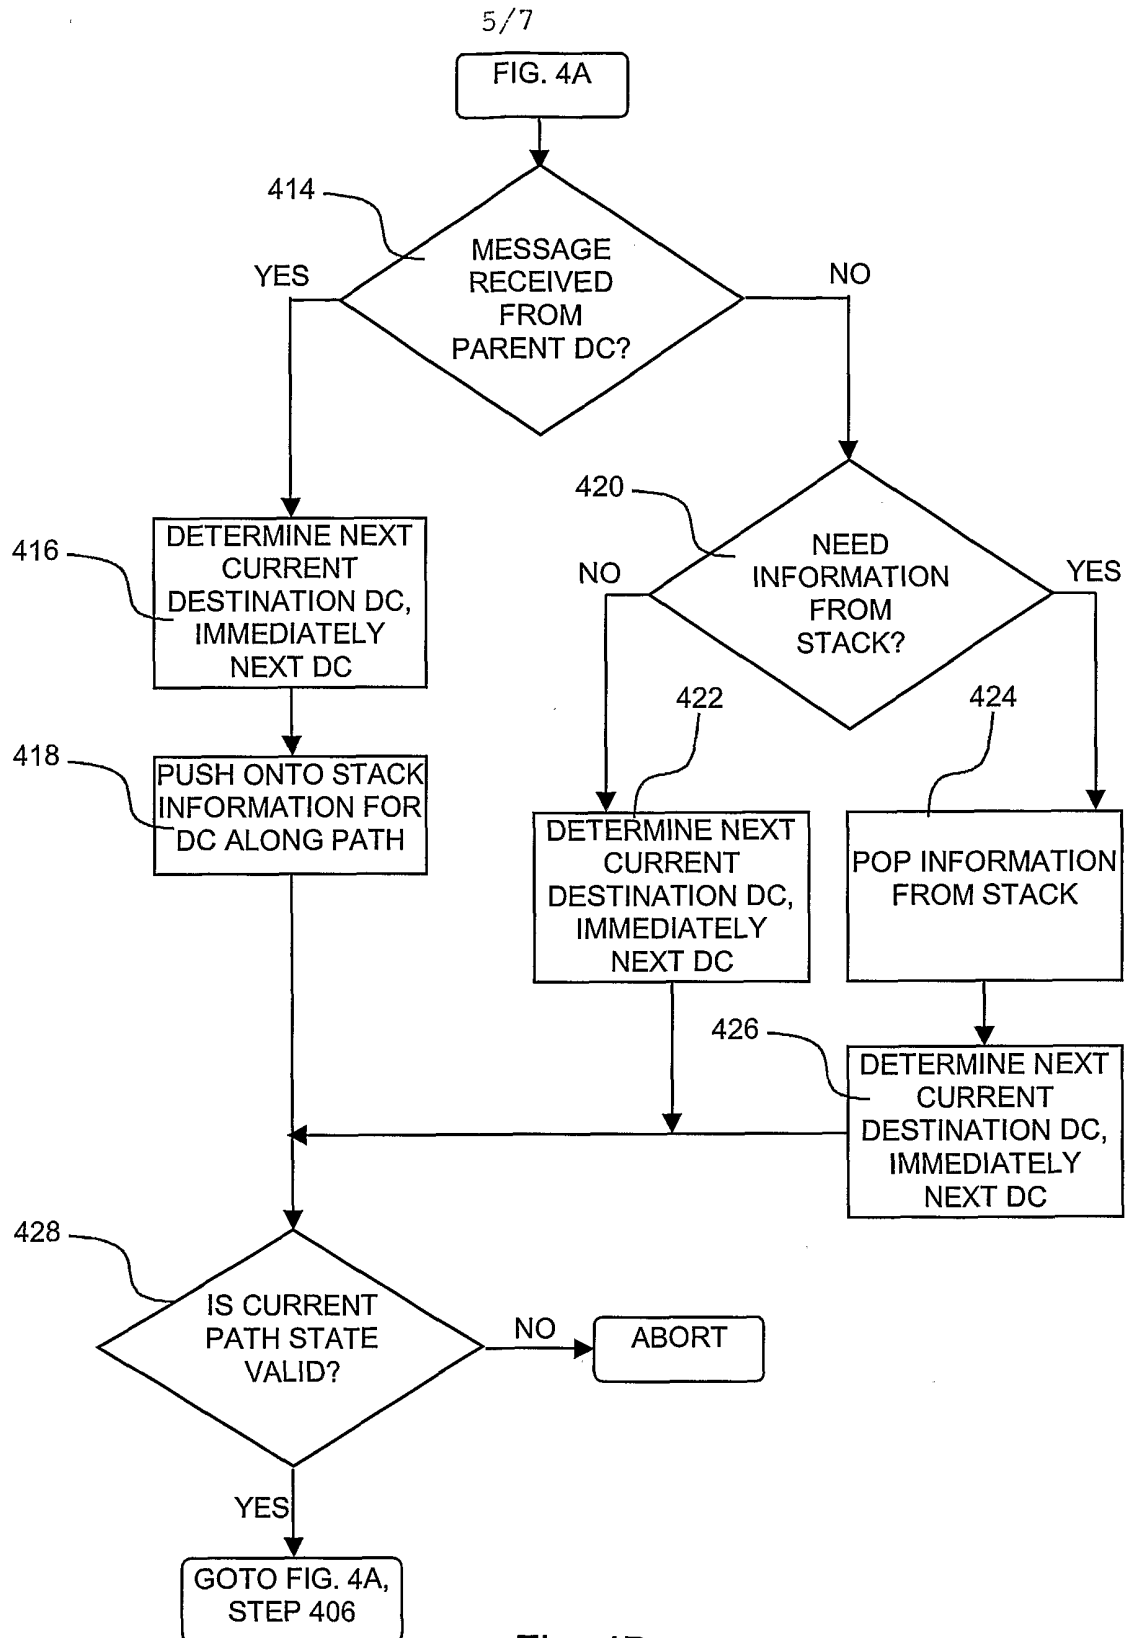 5/7
FIG. 4A
414
MESSAGE
RECEIVED
FROM
PARENT DC?
YES
NO
420
NEED
INFORMATION
FROM
STACK?
NO
YES
416
DETERMINE NEXT
CURRENT
DESTINATION DC,
IMMEDIATELY
NEXT DC
422
424
418
PUSH ONTO STACK
INFORMATION FOR
DC ALONG PATH
DETERMINE NEXT
CURRENT
DESTINATION DC,
IMMEDIATELY
NEXT DC
POP INFORMATION
FROM STACK
426
DETERMINE NEXT
CURRENT
DESTINATION DC,
IMMEDIATELY
NEXT DC
428
IS CURRENT
PATH STATE
VALID?
NO
ABORT
YES
GOTO FIG. 4A,
STEP 406